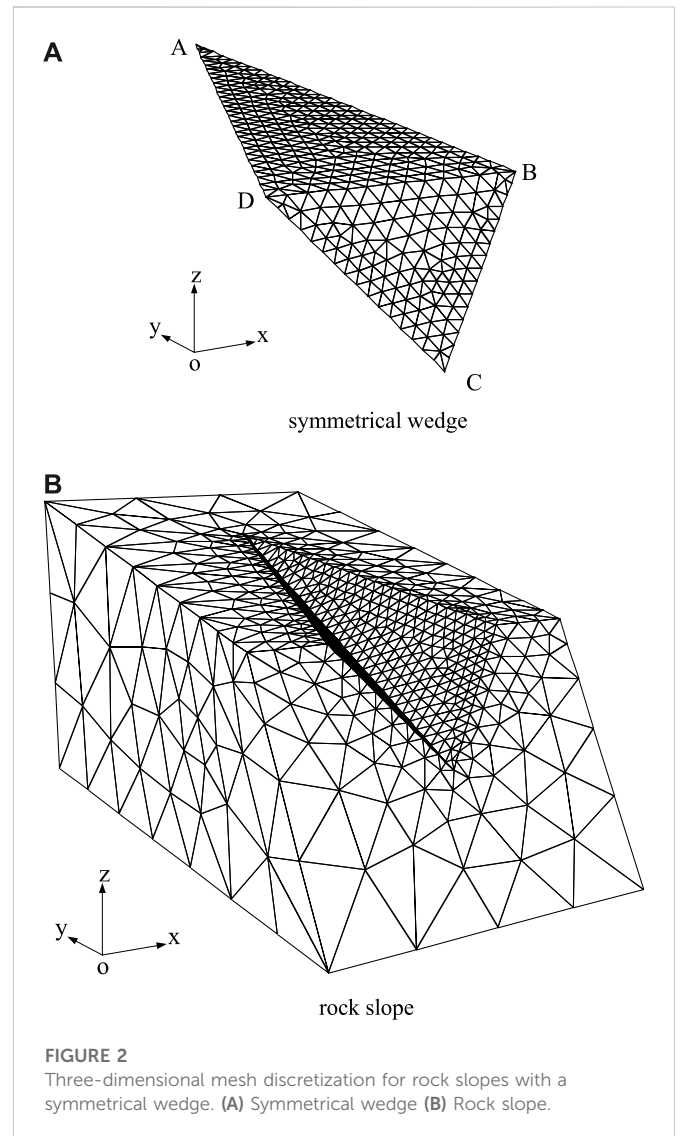 A
A
B
D
z
y
x
o
C
symmetrical wedge
B
z
y
x
o
rock slope
FIGURE 2
Three-dimensional mesh discretization for rock slopes with a
symmetrical wedge. (A) Symmetrical wedge (B) Rock slope.